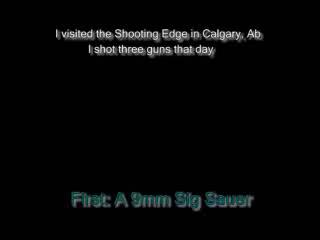 I visited the Shooting Edge in Calgary, Ab
I shot three guns that day
First: A 9mm Sig Sauer